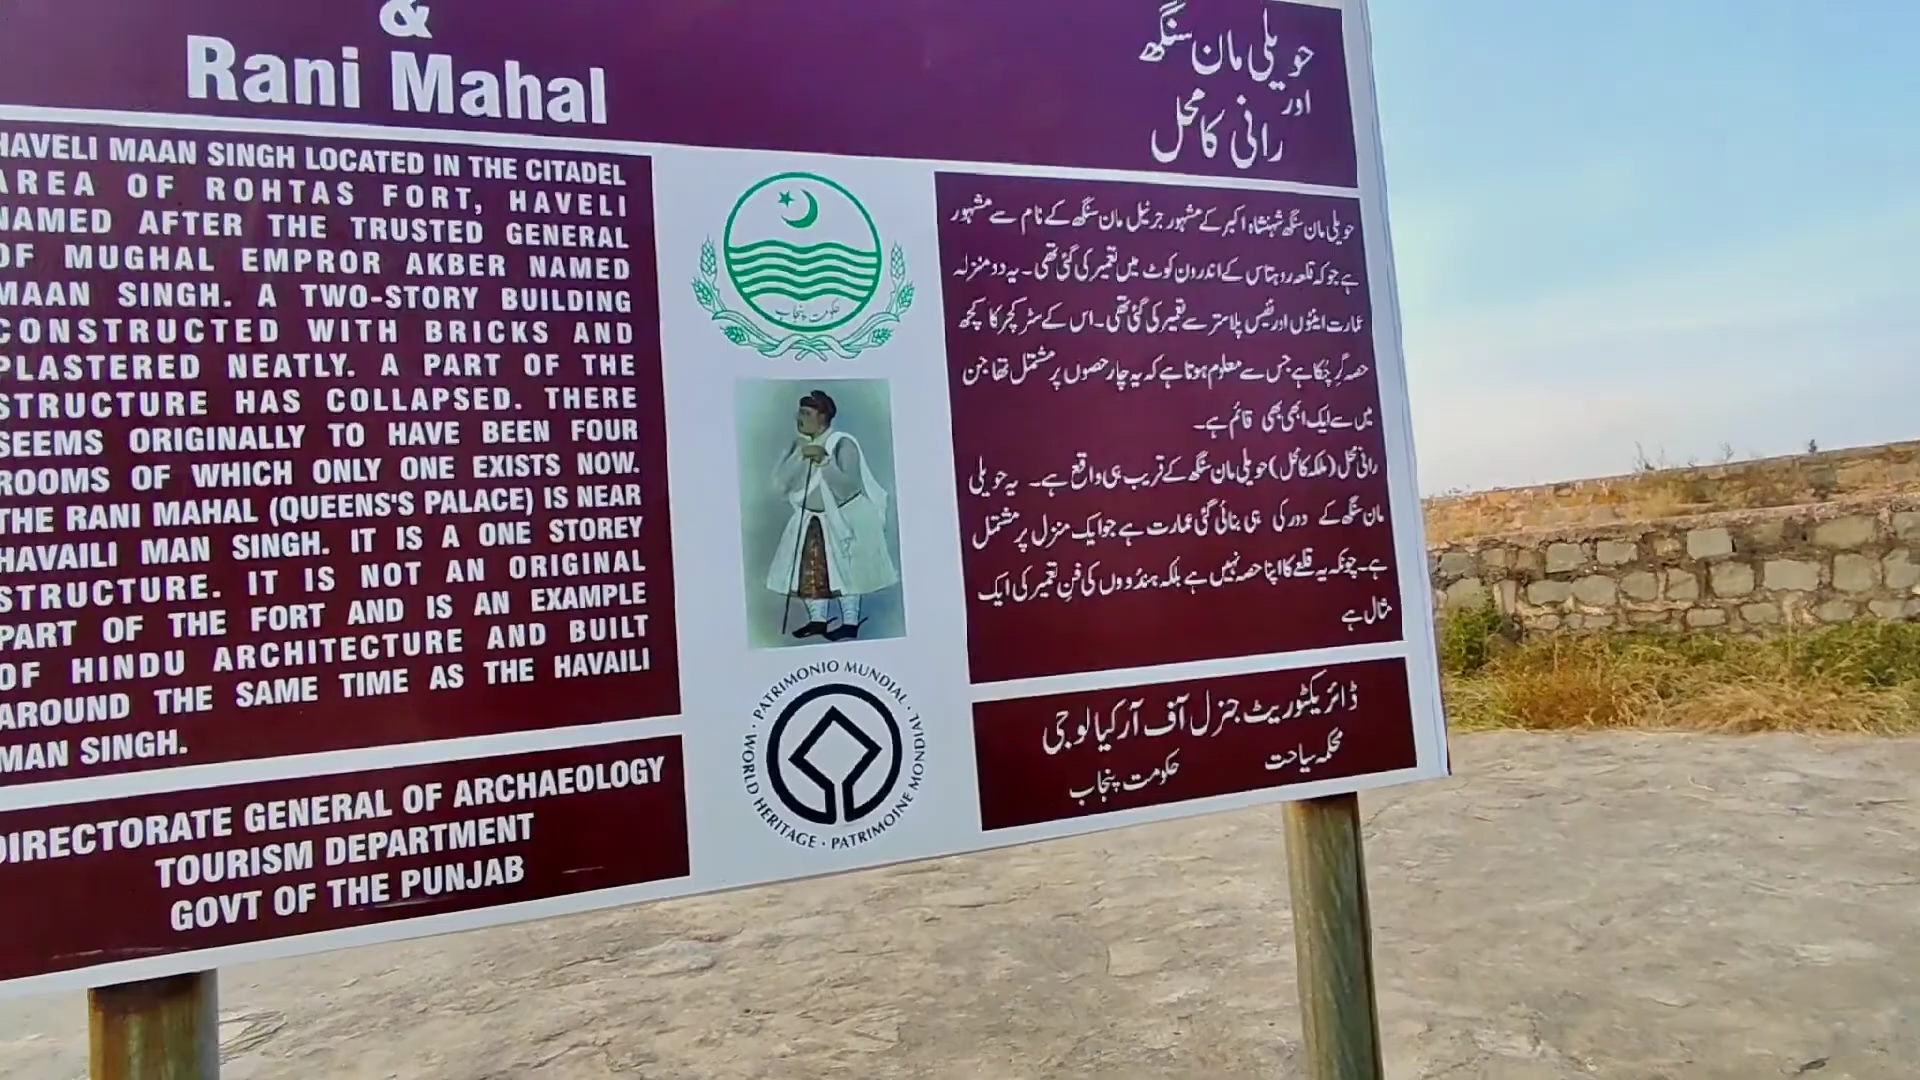 &
Rani Mahal
حویلی مان سنگھ
اور
رانی کا محل
HAVELI MAAN SINGH LOCATED IN THE CITADEL
AREA OF ROHTAS FORT, HAVELI
NAMED AFTER THE TRUSTED GENERAL
OF MUGHAL EMPROR AKBER NAMED
MAAN SINGH. A TWO-STORY BUILDING
CONSTRUCTED WITH BRICKS AND
PLASTERED NEATLY. A PART OF THE
STRUCTURE HAS COLLAPSED. THERE
SEEMS ORIGINALLY TO HAVE BEEN FOUR
ROOMS OF WHICH ONLY ONE EXISTS NOW.
THE RANI MAHAL (QUEENS'S PALACE) IS NEAR
HAVAILI MAN SINGH. IT IS A ONE STOREY
STRUCTURE. IT IS NOT AN ORIGINAL
PART OF THE FORT AND IS AN EXAMPLE
OF HINDU ARCHITECTURE AND BUILT
AROUND THE SAME TIME AS THE HAVAILI
MAN SINGH.
DIRECTORATE GENERAL OF ARCHAEOLOGY
TOURISM DEPARTMENT
GOVT OF THE PUNJAB
حکومت پنجاب
PATRIMONIO MUNDIAL · WORLD HERITAGE · PATRIMOINE MONDIAL ·
حویلی مان سنگھ شہنشاہ اکبر کے مشہور جرنیل مان سنگھ کے نام سے مشہور
ہے جو کہ قلعہ روہتاس کے اندرون کوٹ میں تعمیر کی گئی تھی۔ یہ دو منزلہ
عمارت اینٹوں اور نفیس پلاستر سے تعمیر کی گئی تھی۔ اس کے سٹرکچر کا کچھ
حصہ گِر چُکا ہے جس سے معلوم ہوتا ہے کہ یہ چار حصوں پر مشتمل تھا جن
میں سے ایک ابھی بھی قائم ہے۔
رانی محل (ملکہ کا محل) حویلی مان سنگھ کے قریب ہی واقع ہے۔ یہ حویلی
مان سنگھ کے دور کی ہی بنائی گئی عمارت ہے جو ایک منزل پر مشتمل
ہے۔ چونکہ یہ قلعے کا اپنا حصہ نہیں ہے بلکہ ہندوؤں کی فنِ تعمیر کی ایک
مثال ہے
ڈائریکٹوریٹ جنرل آف آرکیالوجی
محکمہ سیاحت
حکومت پنجاب